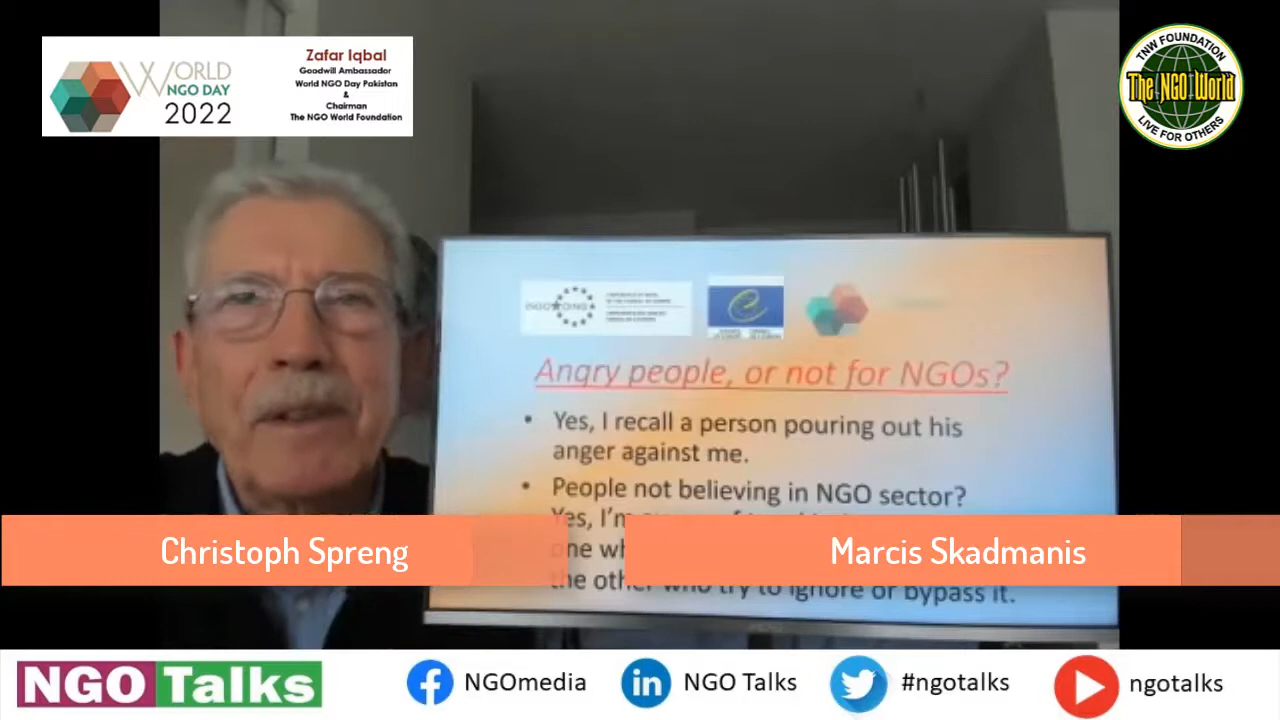 WORLD
NGO DAY
2022
Zafar Iqbal
Goodwill Ambassador
World NGO Day Pakistan
&
Chairman
The NGO World Foundation
TNW FOUNDATION
The NGO World
LIVE FOR OTHERS
Angry people, or not for NGOs?
• Yes, I recall a person pouring out his
anger against me.
• People not believing in NGO sector?
Yes, I'm
one
the other who try to ignore or bypass it.
Christoph Spreng
Marcis Skadmanis
NGO Talks
NGOmedia
in
NGO Talks
#ngotalks
ngotalks